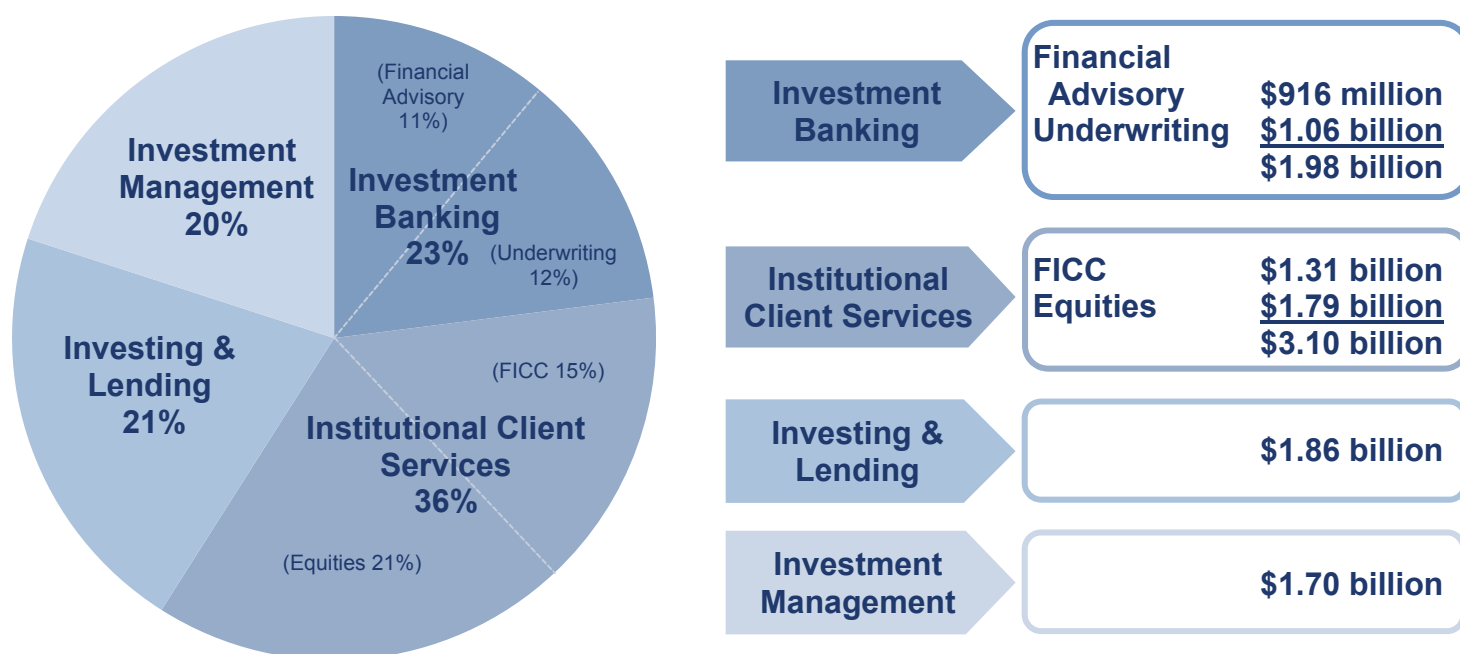 (Financial
Advisory
11%)
Investment
Banking
23%
(Underwriting
12%)
(FICC 15%)
Institutional Client
Services
36%
(Equities 21%)
Investing &
Lending
21%
Investment
Management
20%
Investment
Banking
Financial
Advisory $916 million
Underwriting $1.06 billion
$1.98 billion
Institutional
Client Services
FICC $1.31 billion
Equities $1.79 billion
$3.10 billion
Investing &
Lending
$1.86 billion
Investment
Management
$1.70 billion